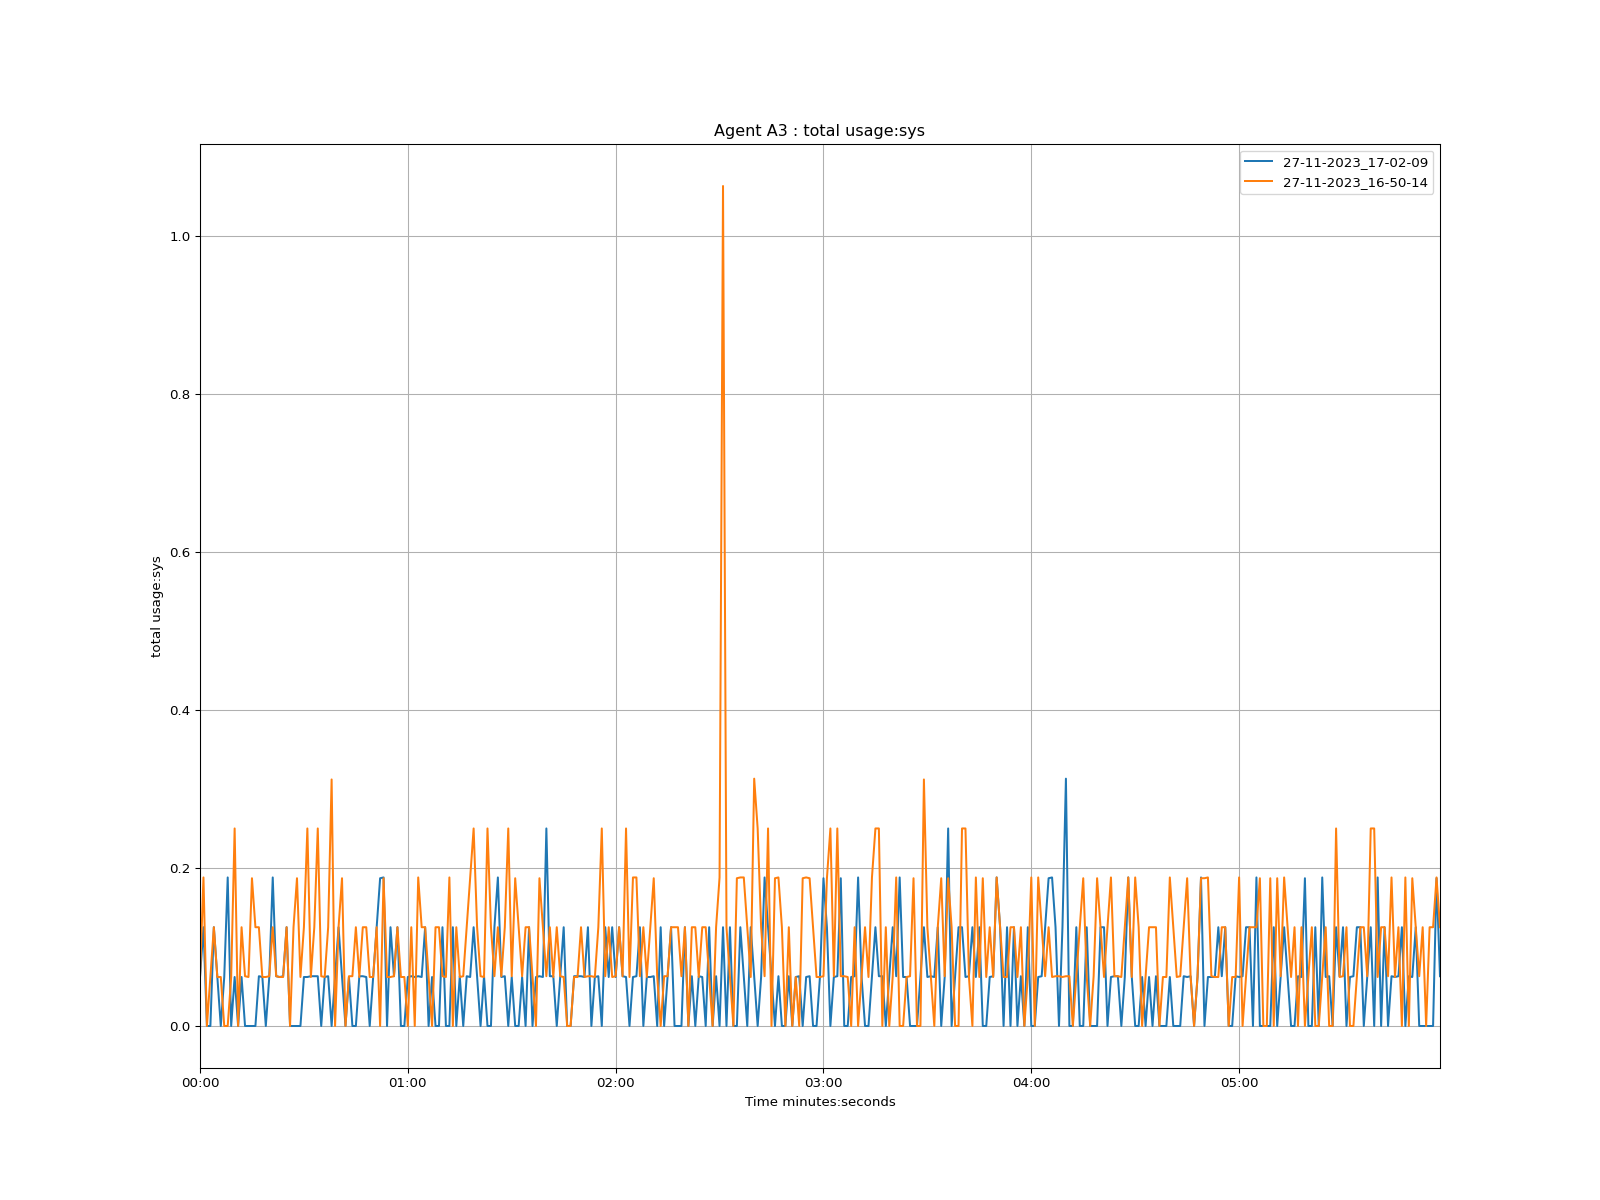 Agent A3 : total usage:sys
27-11-2023_17-02-09
27-11-2023_16-50-14
1.0
0.8
0.6
0.4
0.2
0.0
total usage:sys
00:00 01:00 02:00 03:00 04:00 05:00
Time minutes:seconds